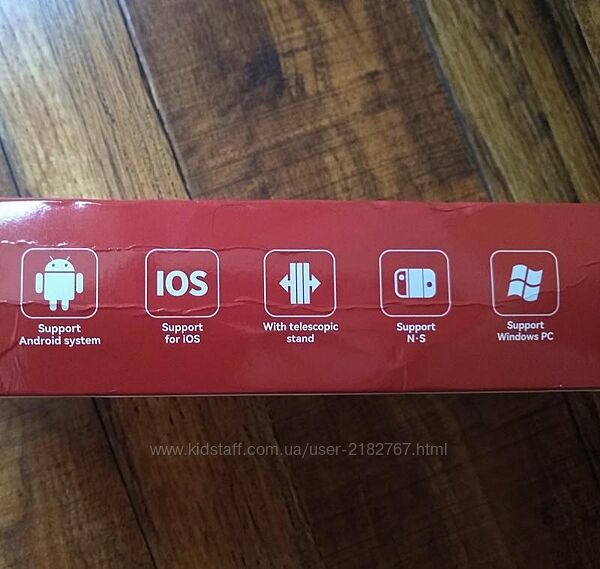 IOS
Support
Android system
Support
for iOS
With telescopic
stand
Support
N·S
Support
Windows PC
www.kidstaff.com.ua/user-2182767.html